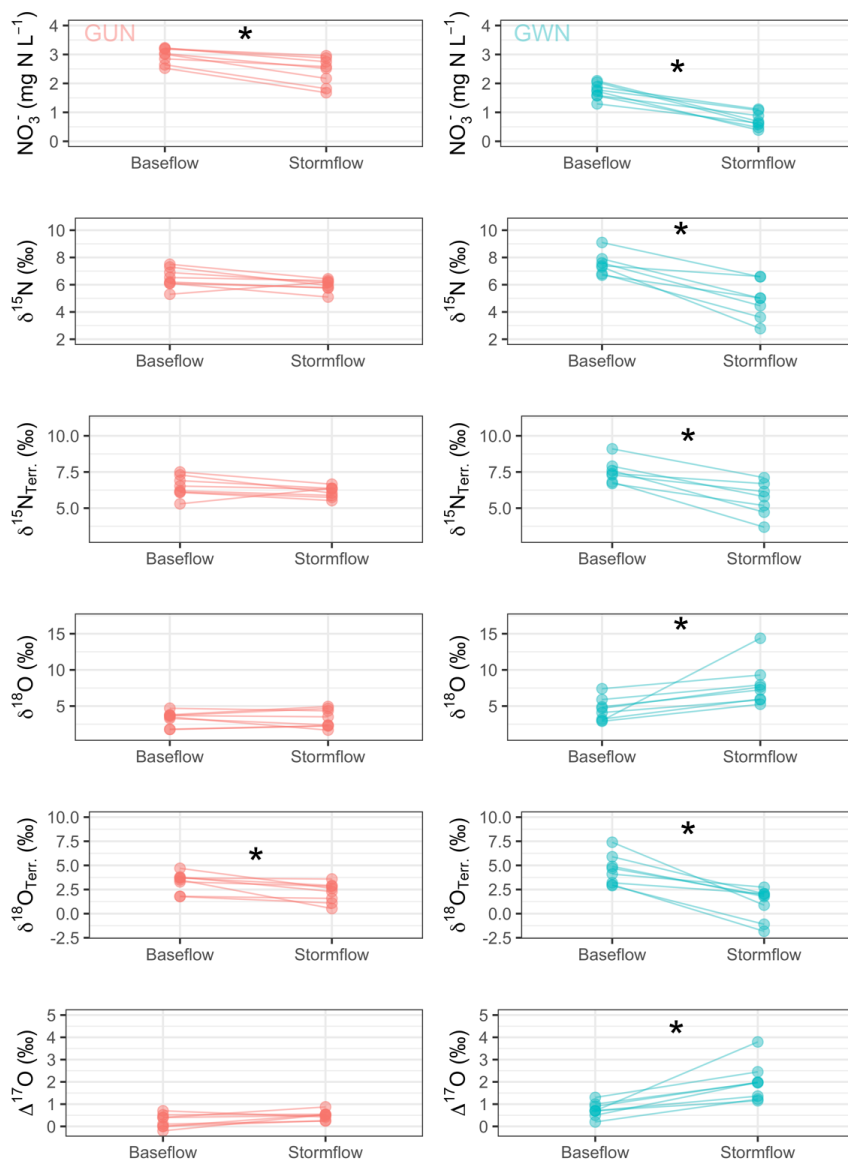 GUN
*
NO₃⁻ (mg N L⁻¹)
4
3
2
1
0
Baseflow Stormflow
GWN
*
NO₃⁻ (mg N L⁻¹)
4
3
2
1
0
Baseflow Stormflow
δ¹⁵N (‰)
10
8
6
4
2
Baseflow Stormflow
*
δ¹⁵N (‰)
10
8
6
4
2
Baseflow Stormflow
δ¹⁵N_Terr. (‰)
10.0
7.5
5.0
Baseflow Stormflow
*
δ¹⁵N_Terr. (‰)
10.0
7.5
5.0
Baseflow Stormflow
δ¹⁸O (‰)
15
10
5
Baseflow Stormflow
*
δ¹⁸O (‰)
15
10
5
Baseflow Stormflow
*
δ¹⁸O_Terr. (‰)
10.0
7.5
5.0
2.5
0.0
-2.5
Baseflow Stormflow
*
δ¹⁸O_Terr. (‰)
10.0
7.5
5.0
2.5
0.0
-2.5
Baseflow Stormflow
Δ¹⁷O (‰)
5
4
3
2
1
0
Baseflow Stormflow
*
Δ¹⁷O (‰)
5
4
3
2
1
0
Baseflow Stormflow